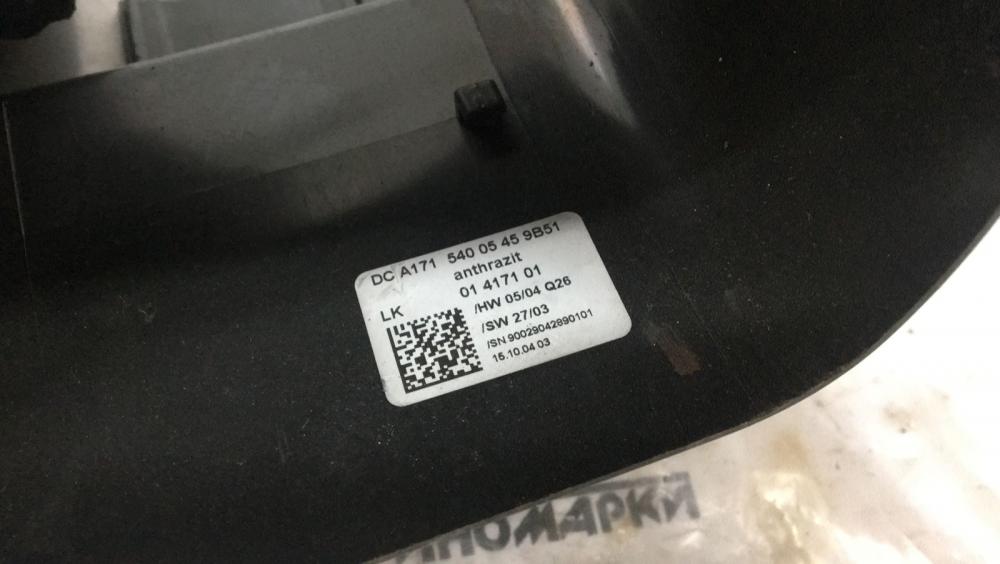 DC A171 540 05 45 9B51
anthrazit
01 4171 01
LK
/HW 05/04 Q26
/SW 27/03
/SN 90029042890101
15.10.04 03
ИНОМАРКИ